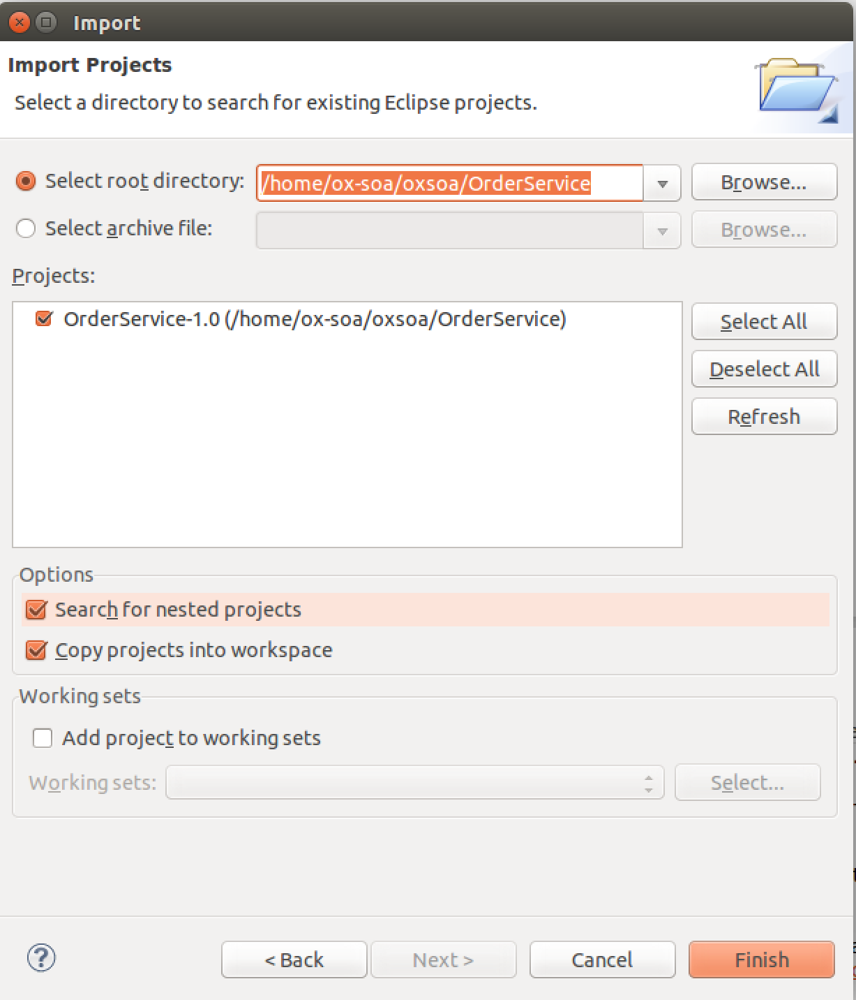 Import
Import Projects
Select a directory to search for existing Eclipse projects.
Select root directory: /home/ox-soa/oxsoa/OrderService Browse...
Select archive file: Browse...
Projects:
OrderService-1.0 (/home/ox-soa/oxsoa/OrderService)
Select All
Deselect All
Refresh
Options
Search for nested projects
Copy projects into workspace
Working sets
Add project to working sets
Working sets: Select...
? < Back Next > Cancel Finish